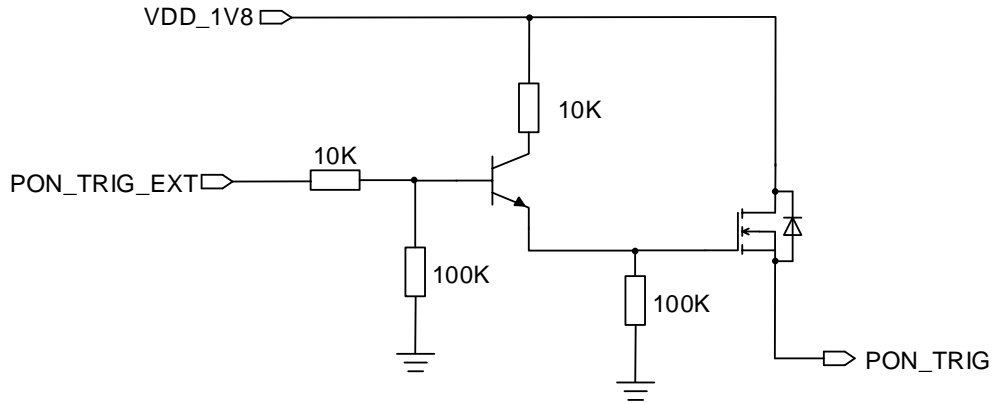 VDD_1V8
10K
10K
PON_TRIG_EXT
100K
100K
PON_TRIG